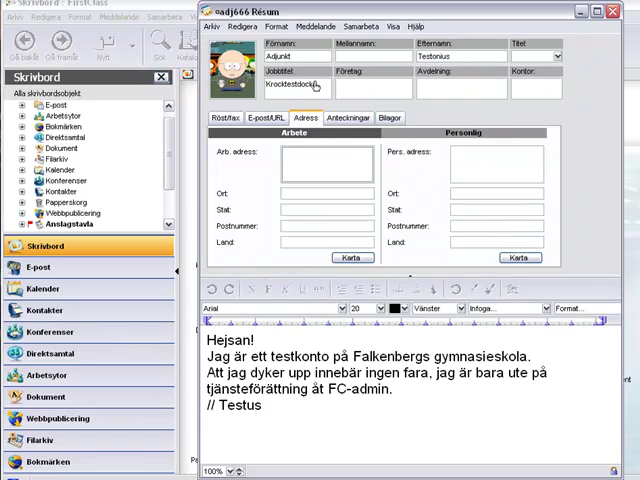 Skrivbord - FirstClass
Arkiv Redigera Format Meddelande Samarbeta
Gå bakåt Gå framåt Sök
¤adj666 Résum
Arkiv Redigera Format Meddelande Samarbeta Visa Hjälp
Förnamn: Mellannamn: Efternamn: Titel:
Adjunkt Testonius
Jobbtitel: Företag: Avdelning: Kontor:
Krocktestdocka
Röst/fax E-post/URL Adress Anteckningar Bilagor
Arbete Personlig
Arb. adress: Pers. adress:
Ort: Ort:
Stat: Stat:
Postnummer: Postnummer:
Land: Land:
Karta Karta
Skrivbord
Alla skrivbordsobjekt
E-post
Arbetsytor
Bokmärken
Direktsamtal
Dokument
Filarkiv
Kalender
Konferenser
Kontakter
Papperskorg
Webbpublicering
Anslagstavla
Skrivbord
E-post
Kalender
Kontakter
Konferenser
Direktsamtal
Arbetsytor
Dokument
Webbpublicering
Filarkiv
Bokmärken
N F K U
Arial 20 Vänster Infoga... Format...
Hejsan!
Jag är ett testkonto på Falkenbergs gymnasieskola.
Att jag dyker upp innebär ingen fara, jag är bara ute på
tjänsteförättning åt FC-admin.
// Testus
100%